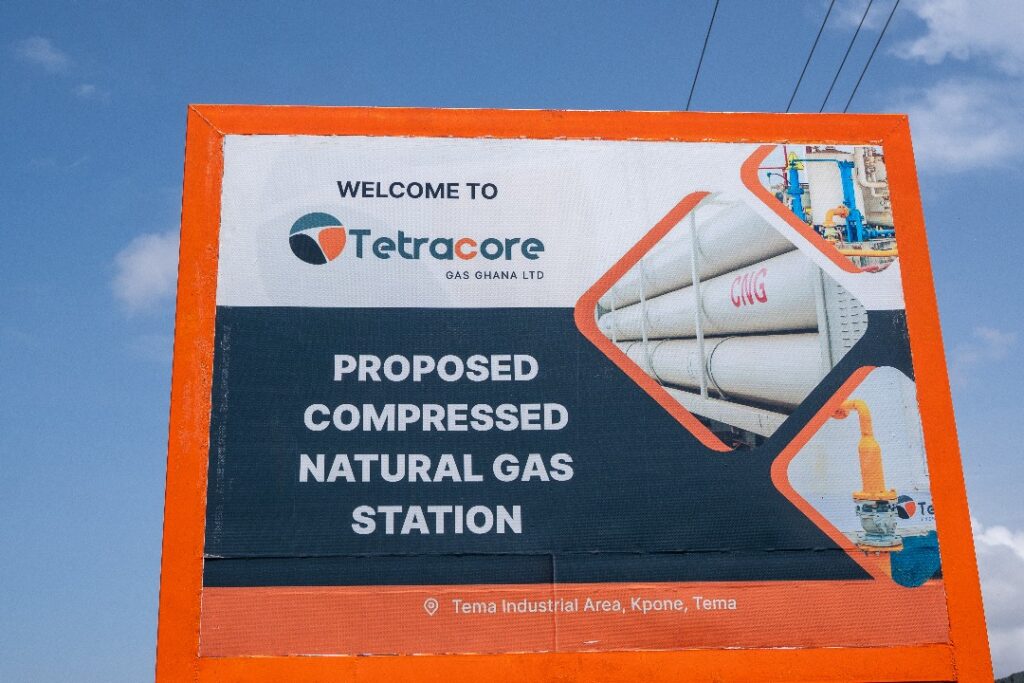 WELCOME TO
Tetracore
GAS GHANA LTD
CNG
PROPOSED
COMPRESSED
NATURAL GAS
STATION
Tema Industrial Area, Kpone, Tema